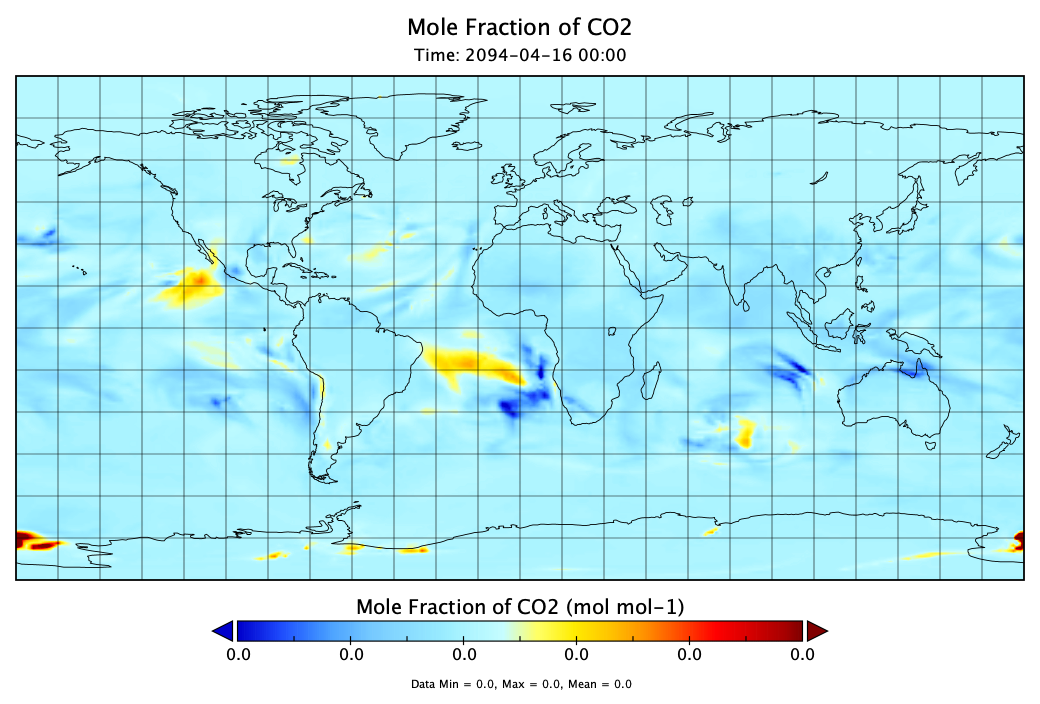 Mole Fraction of CO2
Time: 2094-04-16 00:00
Mole Fraction of CO2 (mol mol-1)
0.0 0.0 0.0 0.0 0.0 0.0
Data Min = 0.0, Max = 0.0, Mean = 0.0